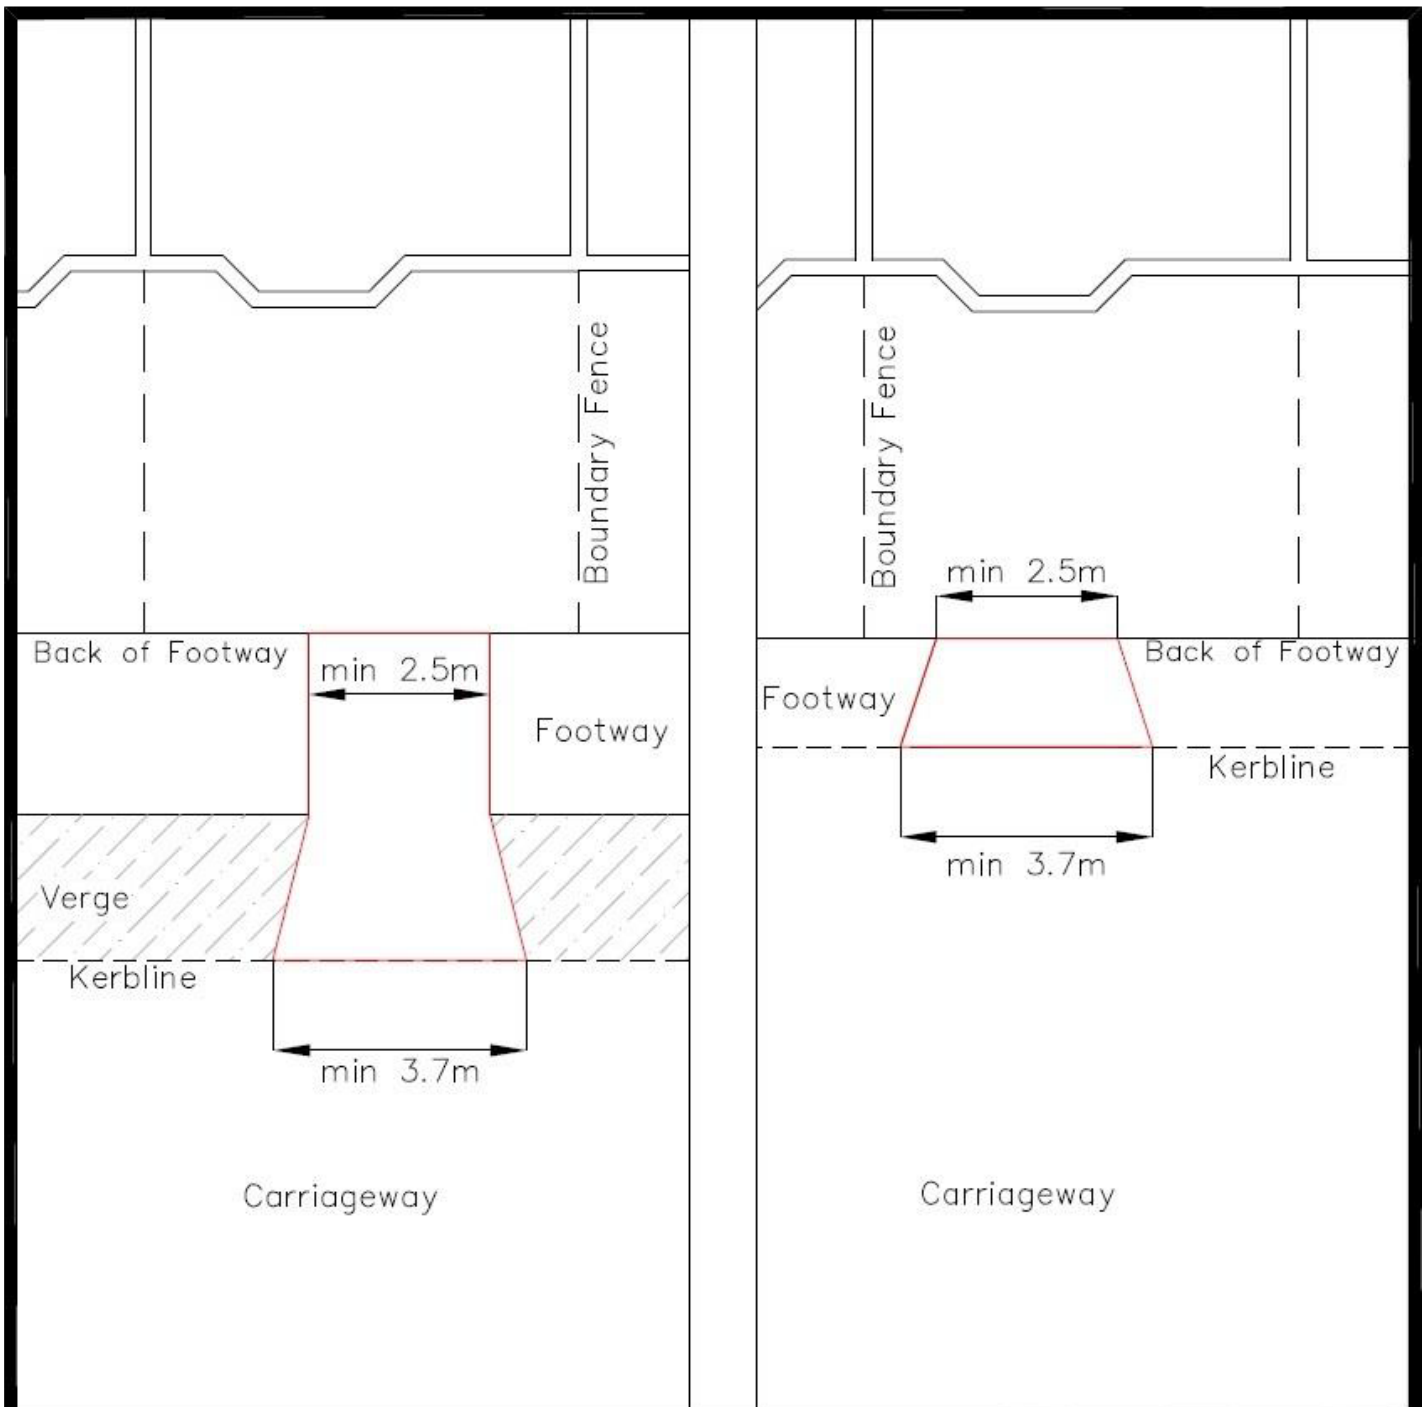 Boundary Fence
Back of Footway
min 2.5m
Footway
Verge
Kerbline
min 3.7m
Carriageway
Boundary Fence
min 2.5m
Back of Footway
Footway
Kerbline
min 3.7m
Carriageway